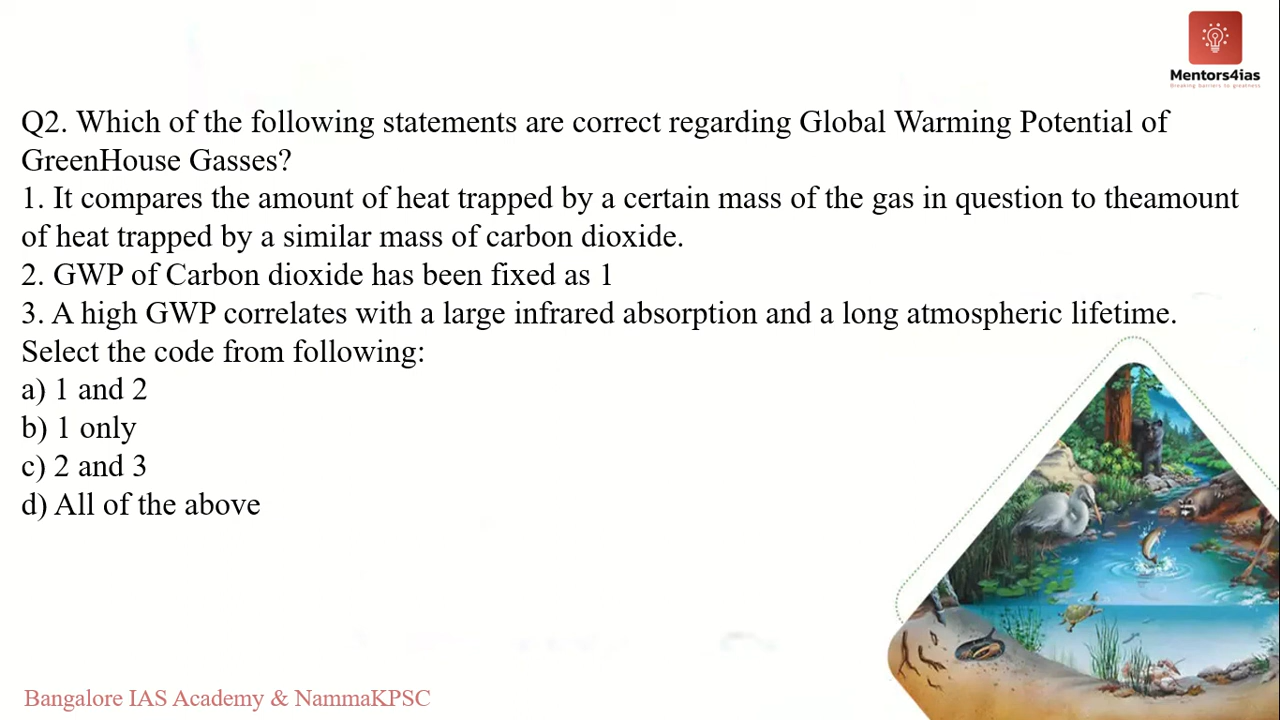 Mentors4ias
Breaking barriers to greatness
Q2. Which of the following statements are correct regarding Global Warming Potential of
GreenHouse Gasses?
1. It compares the amount of heat trapped by a certain mass of the gas in question to theamount
of heat trapped by a similar mass of carbon dioxide.
2. GWP of Carbon dioxide has been fixed as 1
3. A high GWP correlates with a large infrared absorption and a long atmospheric lifetime.
Select the code from following:
a) 1 and 2
b) 1 only
c) 2 and 3
d) All of the above
Bangalore IAS Academy & NammaKPSC